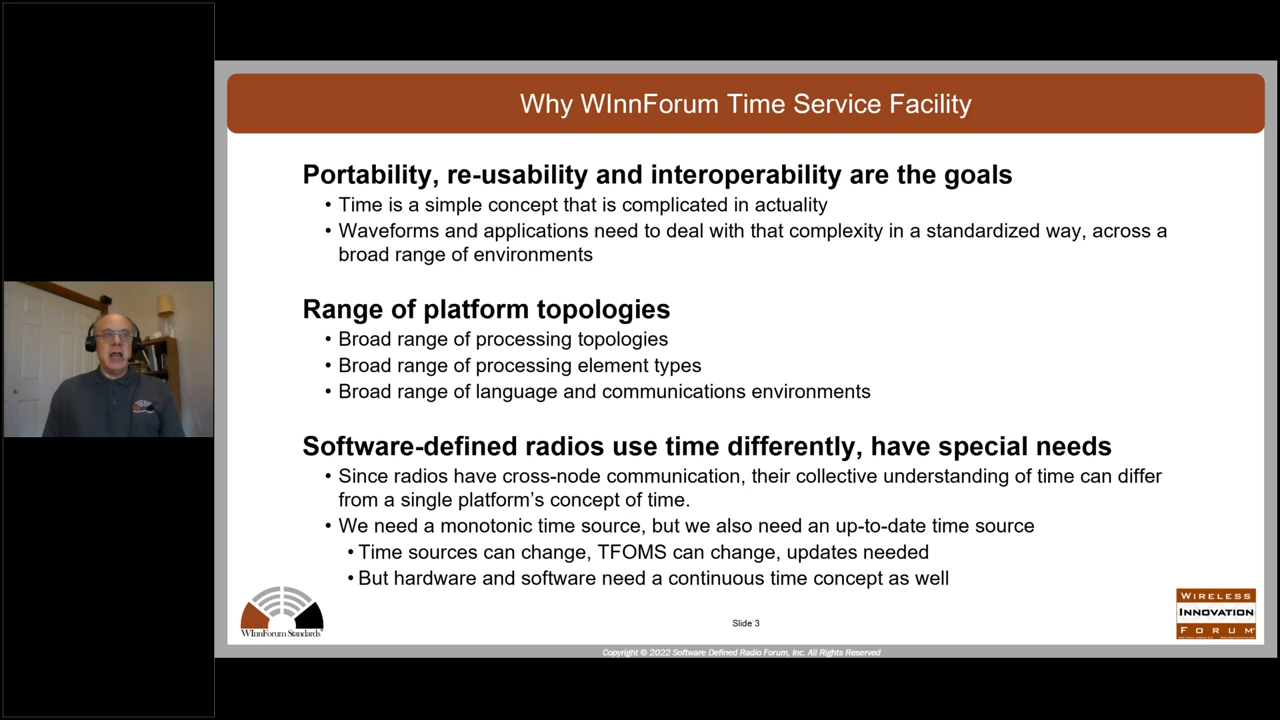 Why WInnForum Time Service Facility
Portability, re-usability and interoperability are the goals
• Time is a simple concept that is complicated in actuality
• Waveforms and applications need to deal with that complexity in a standardized way, across a
broad range of environments
Range of platform topologies
• Broad range of processing topologies
• Broad range of processing element types
• Broad range of language and communications environments
Software-defined radios use time differently, have special needs
• Since radios have cross-node communication, their collective understanding of time can differ
from a single platform's concept of time.
• We need a monotonic time source, but we also need an up-to-date time source
• Time sources can change, TFOMS can change, updates needed
• But hardware and software need a continuous time concept as well
WInnForum Standards
Slide 3
WIRELESS
INNOVATION
FORUM
Copyright © 2022 Software Defined Radio Forum, Inc. All Rights Reserved